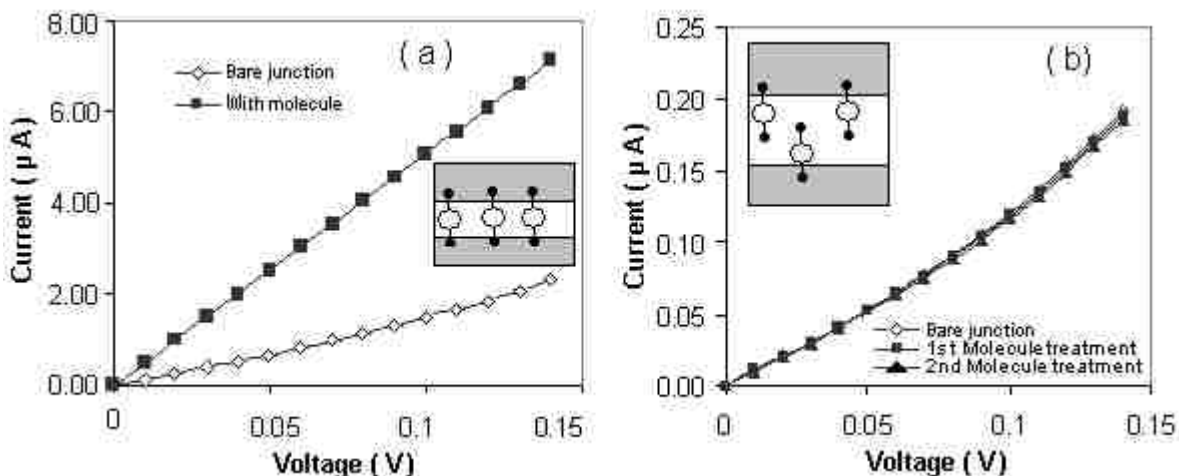 ( a )
Bare junction
With molecule
8.00
6.00
4.00
2.00
0.00
Current ( μ A )
0
0.05
0.1
0.15
Voltage ( V )
( b )
0.25
0.20
0.15
0.10
0.05
0.00
Current ( μ A )
Bare junction
1st Molecule treatment
2nd Molecule treatment
0
0.05
0.1
0.15
Voltage ( V )